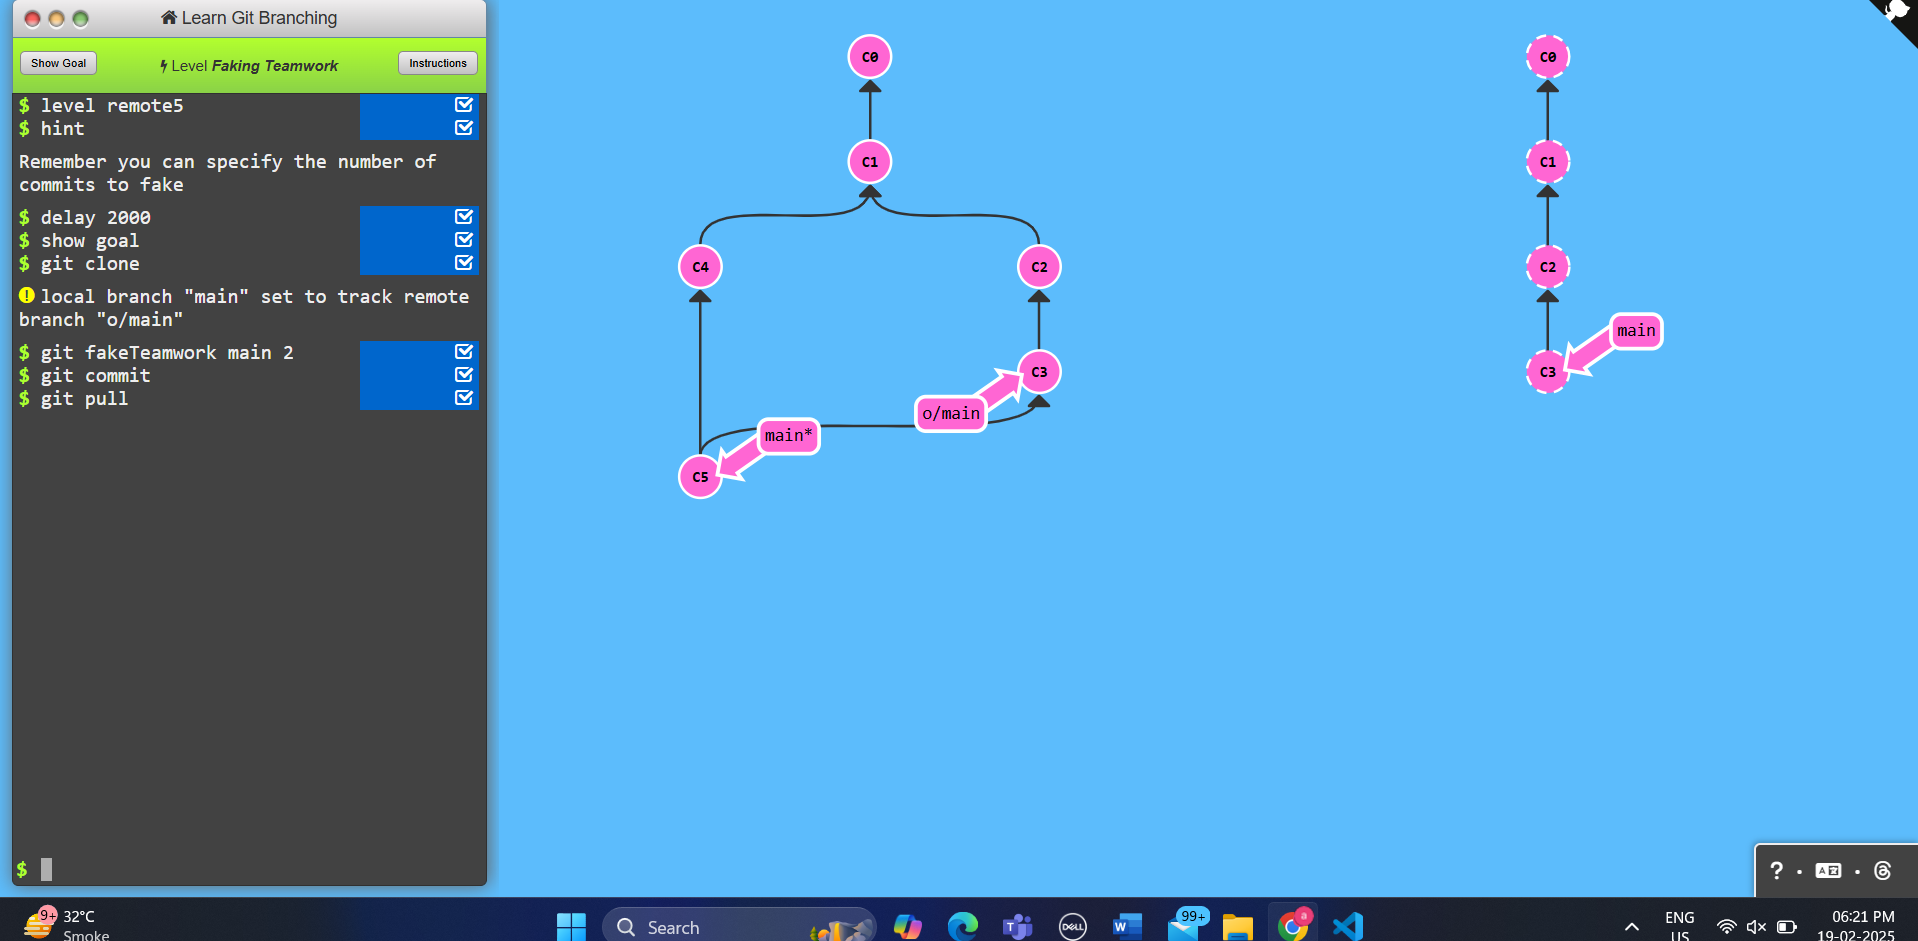 Learn Git Branching
Show Goal
Level Faking Teamwork
Instructions
$ level remote5
$ hint
Remember you can specify the number of
commits to fake
$ delay 2000
$ show goal
$ git clone
! local branch "main" set to track remote
branch "o/main"
$ git fakeTeamwork main 2
$ git commit
$ git pull
$
C0
C1
C4
C2
C3
o/main
main*
C5
C0
C1
C2
main
C3
? · A · 
9+
32°C
Smoke
Search
T
DELL
W
99+
a
ENG
US
06:21 PM
19-02-2025